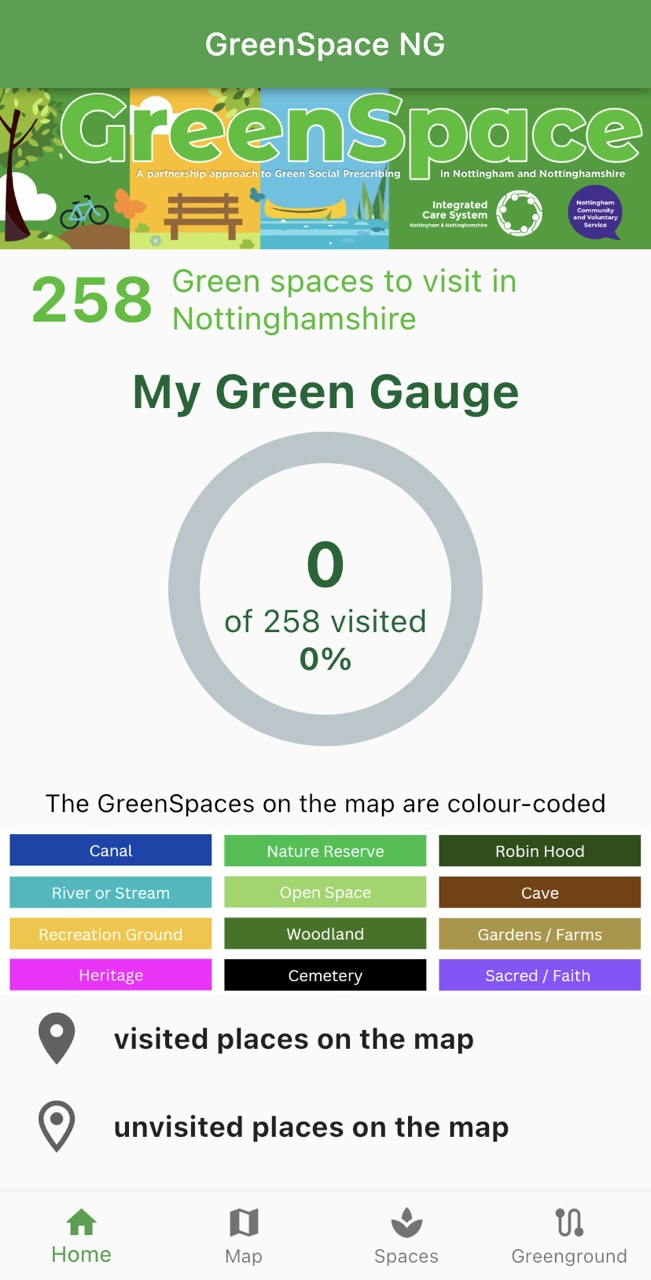 GreenSpace NG
GreenSpace
A partnership approach to Green Social Prescribing in Nottingham and Nottinghamshire
Integrated
Care System
Nottingham & Nottinghamshire
Nottingham
Community
and Voluntary
Service
258
Green spaces to visit in
Nottinghamshire
My Green Gauge
0
of 258 visited
0%
The GreenSpaces on the map are colour-coded
Canal
Nature Reserve
Robin Hood
River or Stream
Open Space
Cave
Recreation Ground
Woodland
Gardens / Farms
Heritage
Cemetery
Sacred / Faith
visited places on the map
unvisited places on the map
Home
Map
Spaces
Greenground